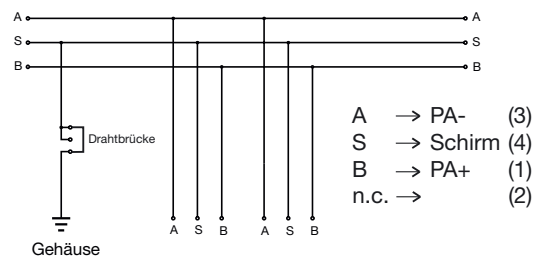 A A
S S
B B
Drahtbrücke
A → PA- (3)
S → Schirm (4)
B → PA+ (1)
n.c. → (2)
A S B A S B
Gehäuse